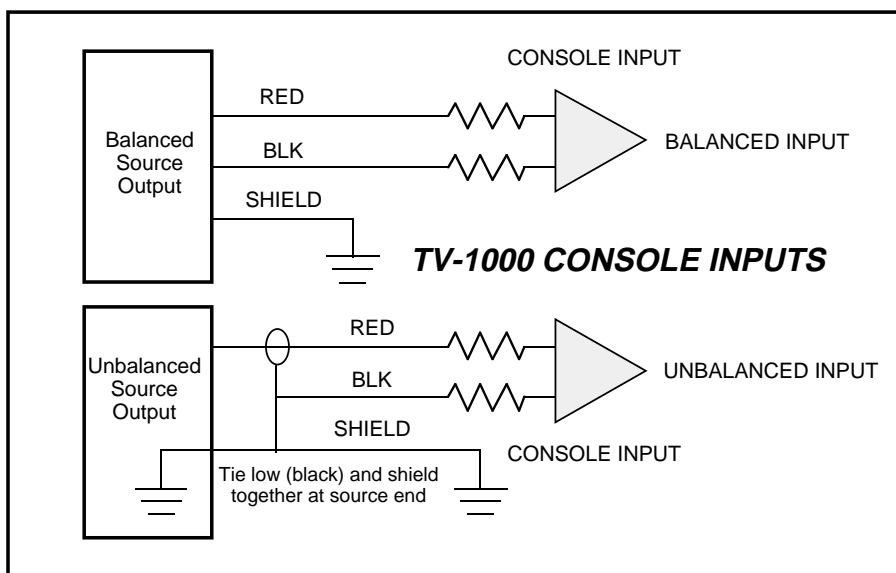 CONSOLE INPUT
RED
Balanced
Source
Output
BALANCED INPUT
BLK
SHIELD
TV-1000 CONSOLE INPUTS
RED
Unbalanced
Source
Output
UNBALANCED INPUT
BLK
SHIELD
CONSOLE INPUT
Tie low (black) and shield
together at source end